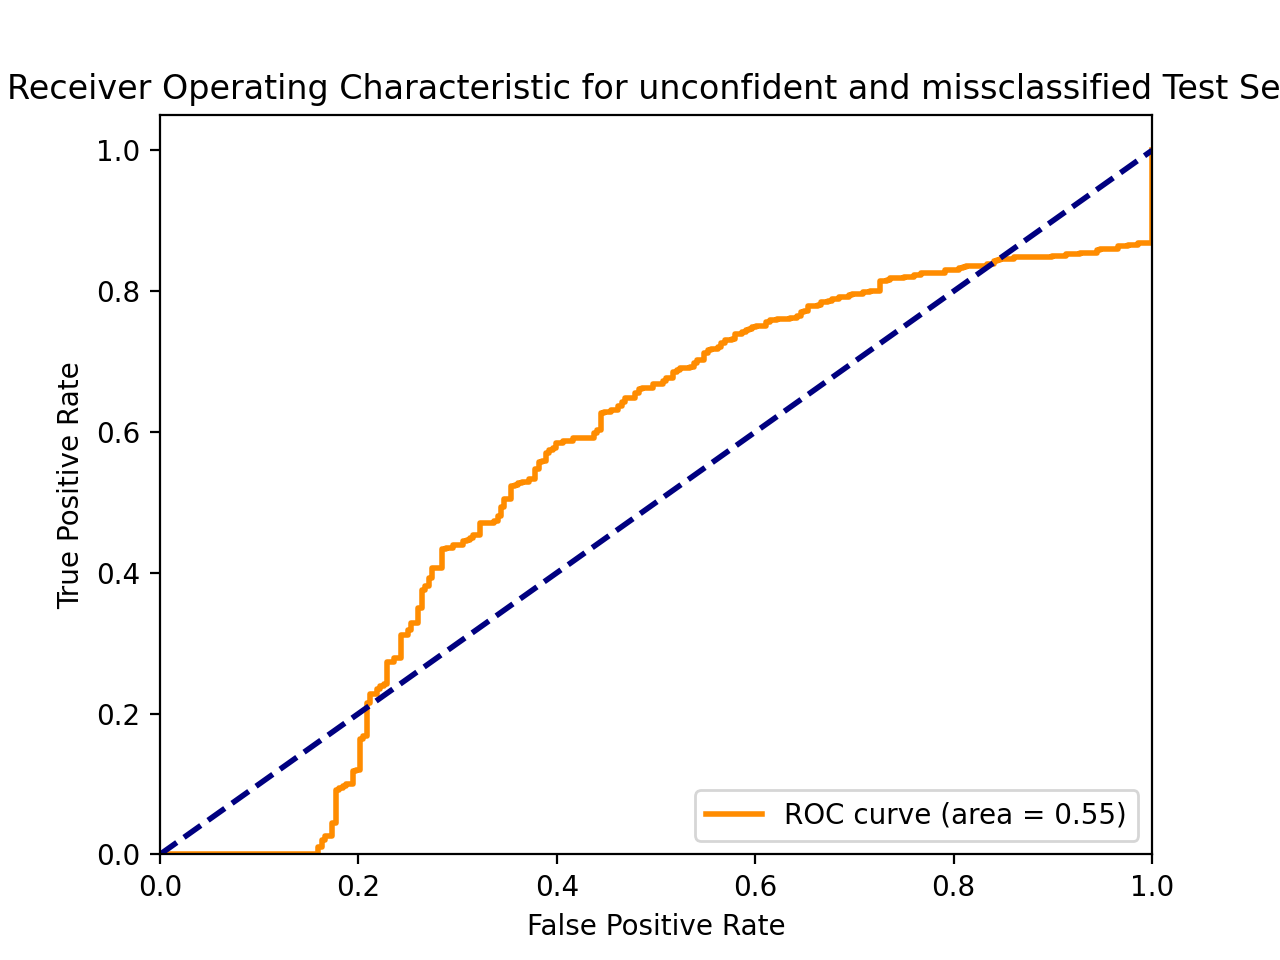 Receiver Operating Characteristic for unconfident and missclassified Test Se
1.0
0.8
0.6
0.4
0.2
0.0
True Positive Rate
ROC curve (area = 0.55)
0.0 0.2 0.4 0.6 0.8 1.0
False Positive Rate